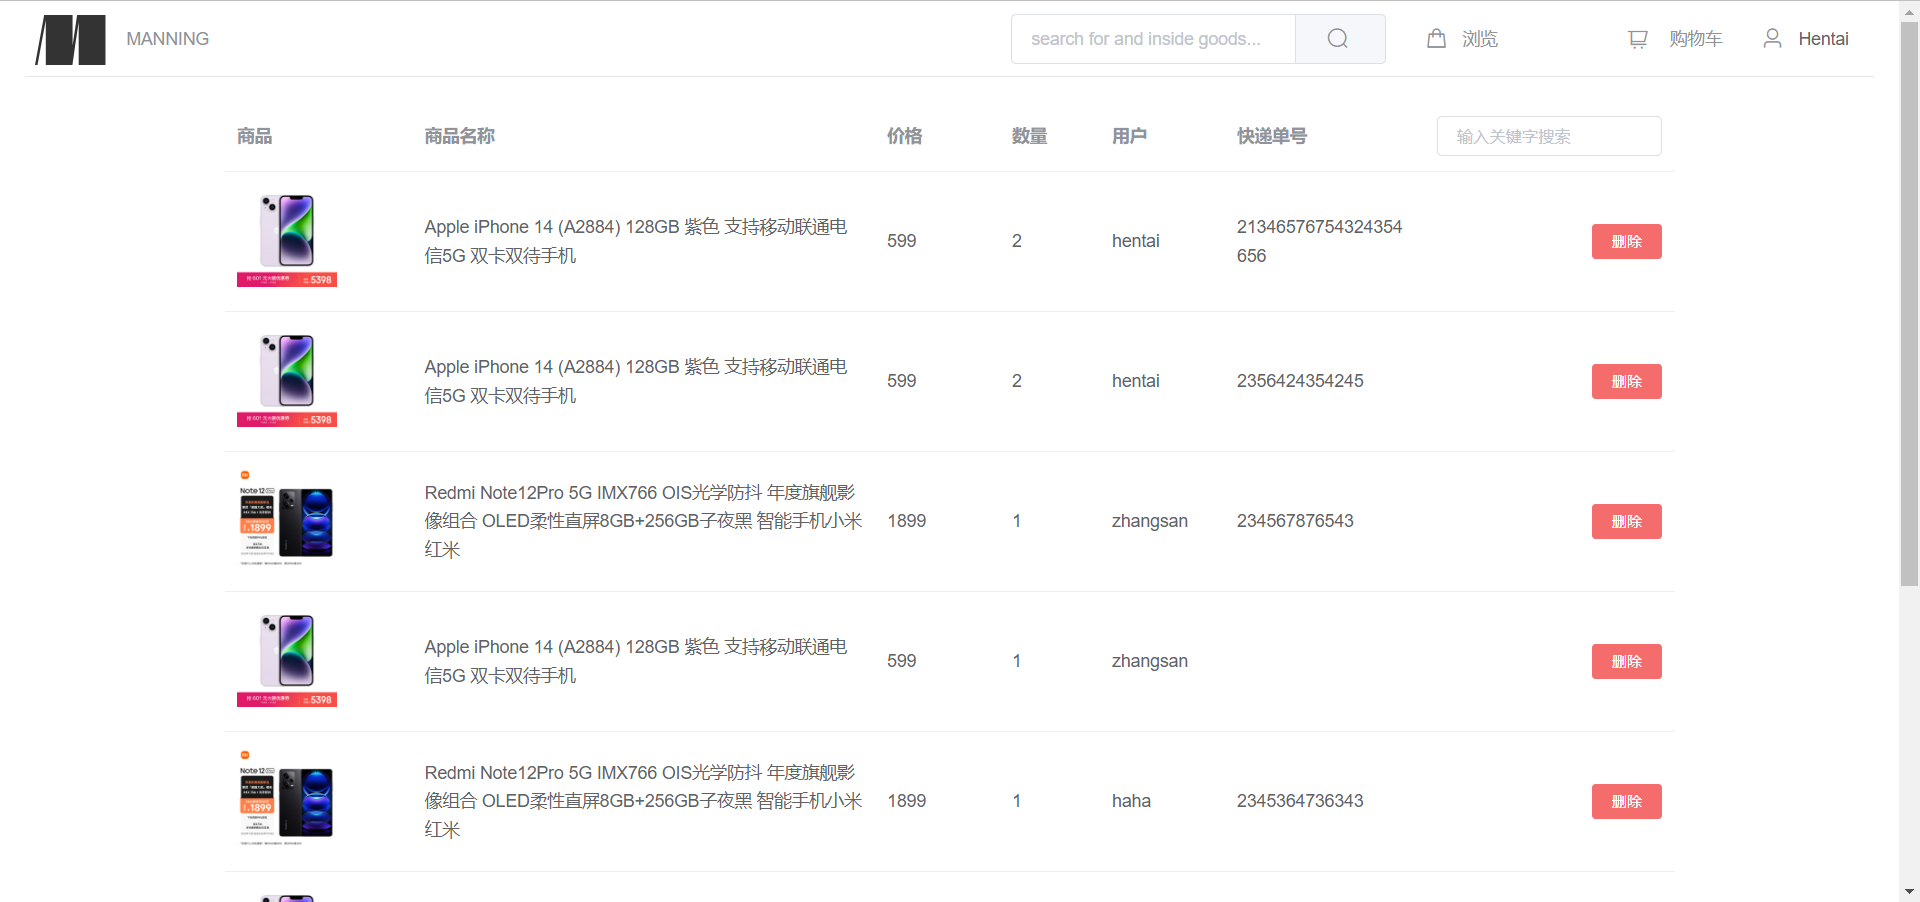 MANNING
search for and inside goods...
浏览
购物车
Hentai
商品
商品名称
价格
数量
用户
快递单号
输入关键字搜索
Apple iPhone 14 (A2884) 128GB 紫色 支持移动联通电
信5G 双卡双待手机
599
2
hentai
21346576754324354
656
删除
5398
Apple iPhone 14 (A2884) 128GB 紫色 支持移动联通电
信5G 双卡双待手机
599
2
hentai
2356424354245
删除
5398
Note 12
1899
Redmi Note12Pro 5G IMX766 OIS光学防抖 年度旗舰影
像组合 OLED柔性直屏8GB+256GB子夜黑 智能手机小米
红米
1899
1
zhangsan
234567876543
删除
Apple iPhone 14 (A2884) 128GB 紫色 支持移动联通电
信5G 双卡双待手机
599
1
zhangsan
删除
5398
Note 12
1899
Redmi Note12Pro 5G IMX766 OIS光学防抖 年度旗舰影
像组合 OLED柔性直屏8GB+256GB子夜黑 智能手机小米
红米
1899
1
haha
2345364736343
删除